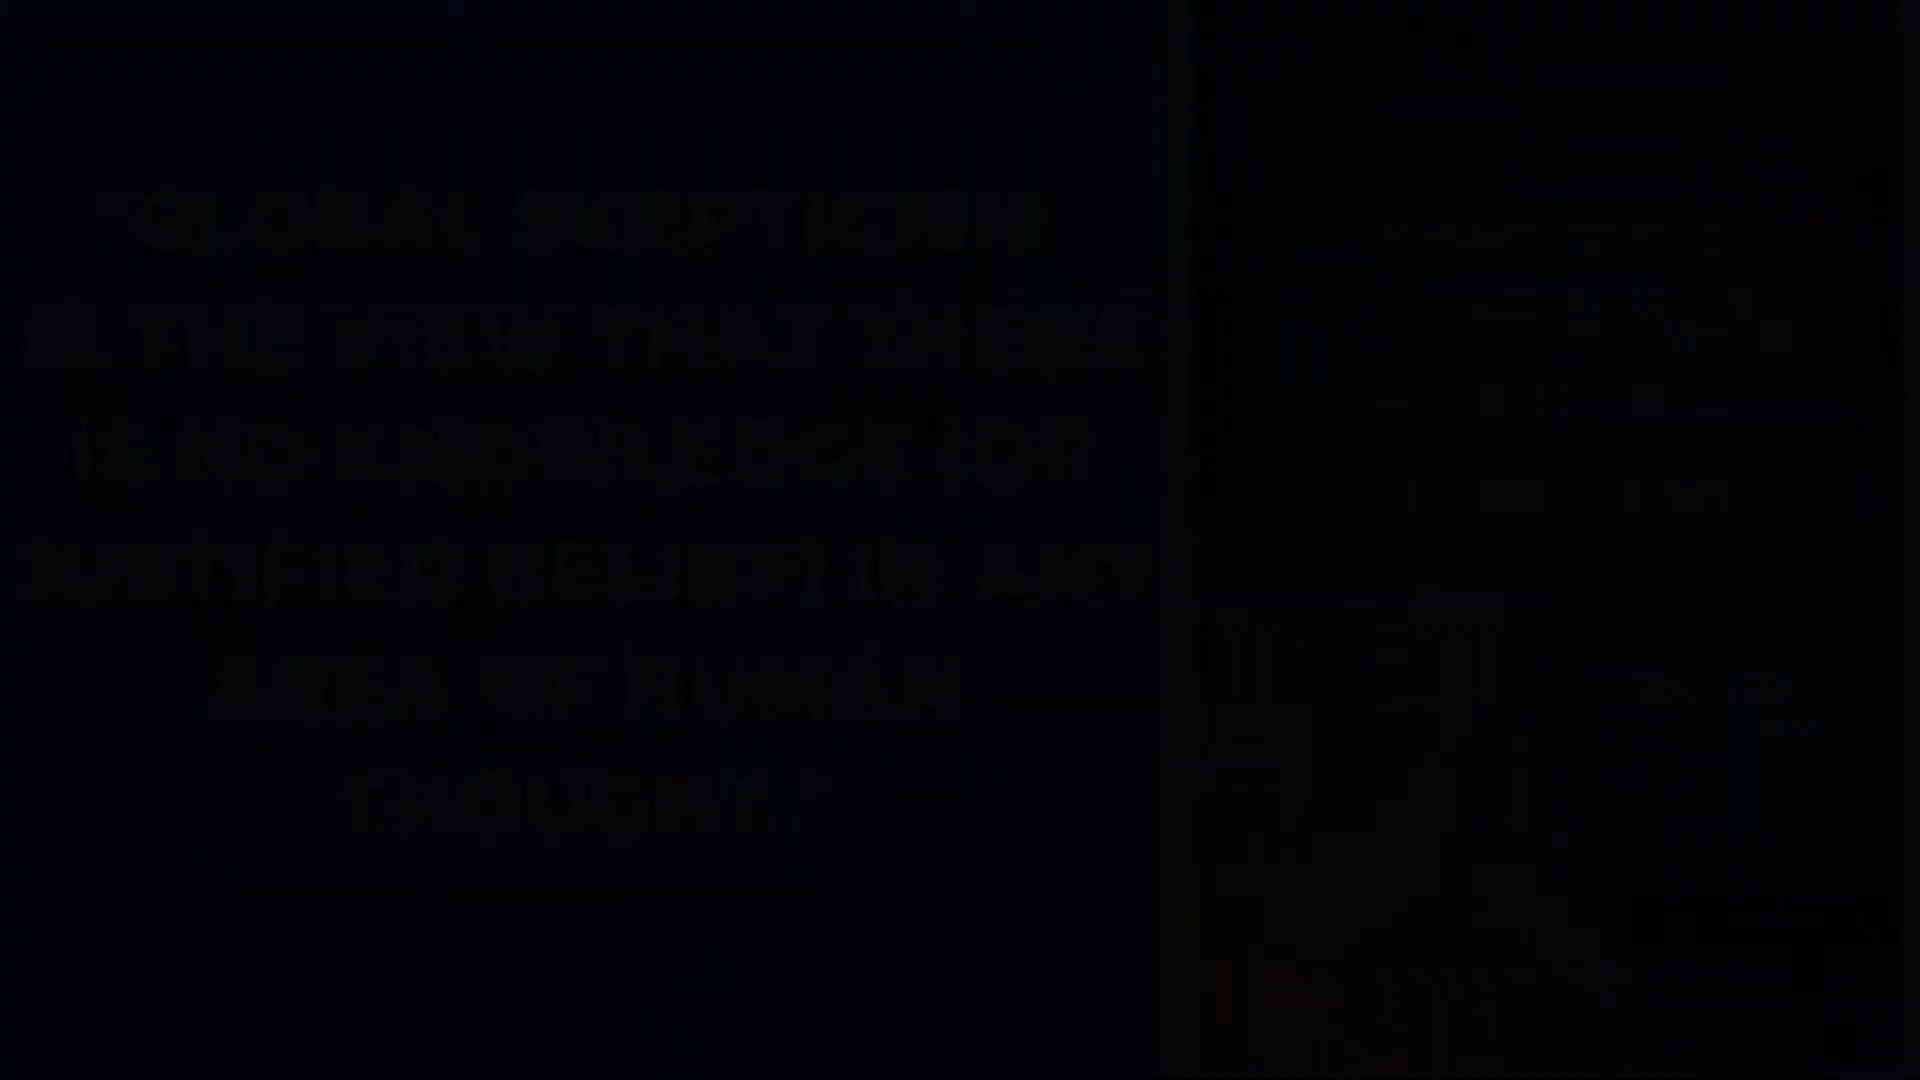 "GLOBAL SKEPTICISM
IS THE VIEW THAT THERE
IS NO KNOWLEDGE [OR
JUSTIFIED BELIEF] IN ANY
AREA OF HUMAN
THOUGHT."